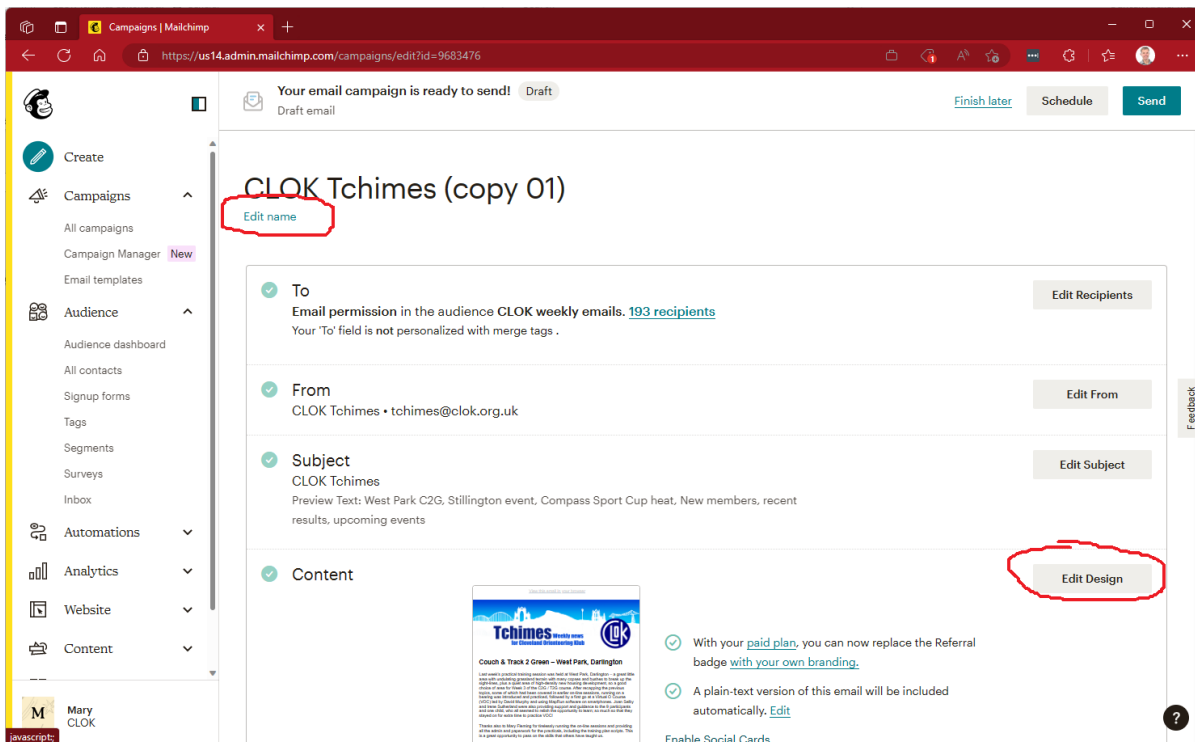 Campaigns | Mailchimp
https://us14.admin.mailchimp.com/campaigns/edit?id=9683476
Your email campaign is ready to send! Draft
Draft email
Finish later Schedule Send
Create
Campaigns
All campaigns
Campaign Manager New
Email templates
Audience
Audience dashboard
All contacts
Signup forms
Tags
Segments
Surveys
Inbox
Automations
Analytics
Website
Content
M
Mary
CLOK
javascript:;
CLOK Tchimes (copy 01)
Edit name
To
Email permission in the audience CLOK weekly emails. 193 recipients
Your 'To' field is not personalized with merge tags .
Edit Recipients
From
CLOK Tchimes • tchimes@clok.org.uk
Edit From
Subject
CLOK Tchimes
Preview Text: West Park C2G, Stillington event, Compass Sport Cup heat, New members, recent
results, upcoming events
Edit Subject
Content
Edit Design
Tchimes Weekly news
for Cleveland Orienteering Klub
CLOK
Couch & Track 2 Green – West Park, Darlington
With your paid plan, you can now replace the Referral
badge with your own branding.
A plain-text version of this email will be included
automatically. Edit
Enable Social Cards
Feedback
?